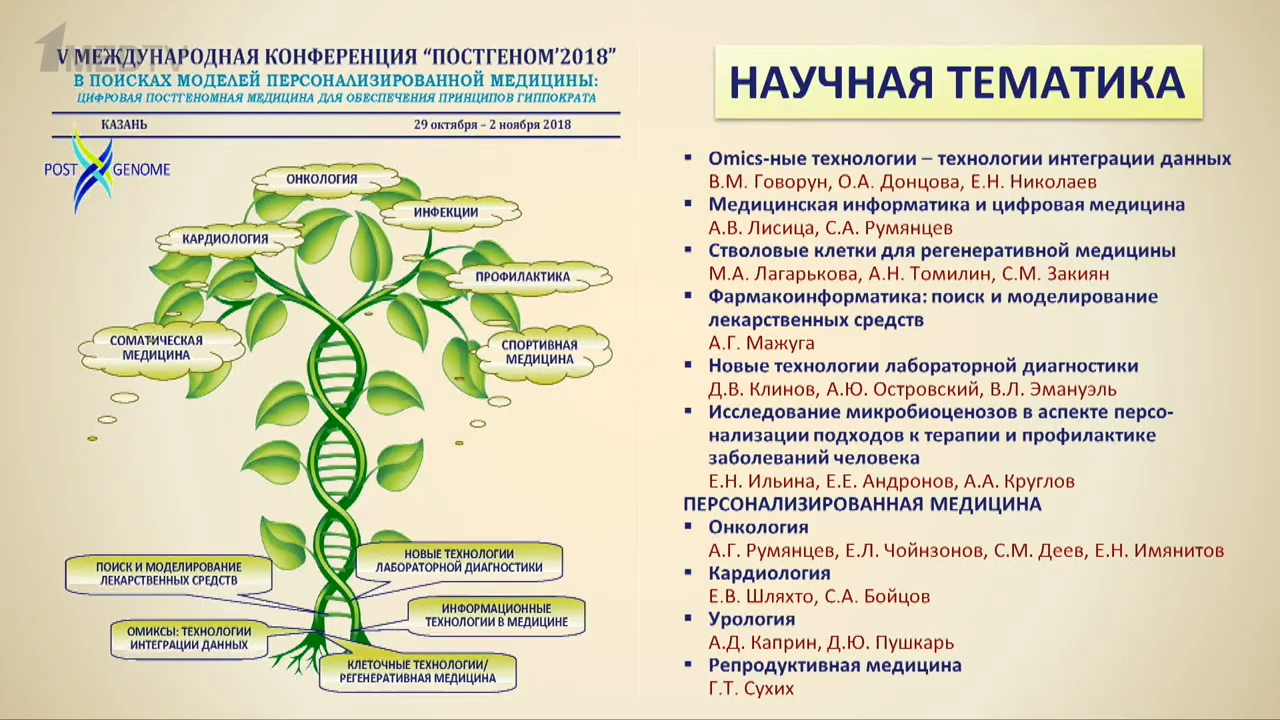 1MEDTV
V МЕЖДУНАРОДНАЯ КОНФЕРЕНЦИЯ “ПОСТГЕНОМ’2018”
В ПОИСКАХ МОДЕЛЕЙ ПЕРСОНАЛИЗИРОВАННОЙ МЕДИЦИНЫ:
ЦИФРОВАЯ ПОСТГЕНОМНАЯ МЕДИЦИНА ДЛЯ ОБЕСПЕЧЕНИЯ ПРИНЦИПОВ ГИППОКРАТА
КАЗАНЬ 29 октября – 2 ноября 2018
POST GENOME
ОНКОЛОГИЯ
ИНФЕКЦИИ
КАРДИОЛОГИЯ
ПРОФИЛАКТИКА
СОМАТИЧЕСКАЯ
МЕДИЦИНА
СПОРТИВНАЯ
МЕДИЦИНА
НОВЫЕ ТЕХНОЛОГИИ
ЛАБОРАТОРНОЙ ДИАГНОСТИКИ
ПОИСК И МОДЕЛИРОВАНИЕ
ЛЕКАРСТВЕННЫХ СРЕДСТВ
ИНФОРМАЦИОННЫЕ
ТЕХНОЛОГИИ В МЕДИЦИНЕ
ОМИКСЫ: ТЕХНОЛОГИИ
ИНТЕГРАЦИИ ДАННЫХ
КЛЕТОЧНЫЕ ТЕХНОЛОГИИ/
РЕГЕНЕРАТИВНАЯ МЕДИЦИНА
НАУЧНАЯ ТЕМАТИКА
▪ Omics-ные технологии – технологии интеграции данных
В.М. Говорун, О.А. Донцова, Е.Н. Николаев
▪ Медицинская информатика и цифровая медицина
А.В. Лисица, С.А. Румянцев
▪ Стволовые клетки для регенеративной медицины
М.А. Лагарькова, А.Н. Томилин, С.М. Закиян
▪ Фармакоинформатика: поиск и моделирование
лекарственных средств
А.Г. Мажуга
▪ Новые технологии лабораторной диагностики
Д.В. Клинов, А.Ю. Островский, В.Л. Эмануэль
▪ Исследование микробиоценозов в аспекте персо-
нализации подходов к терапии и профилактике
заболеваний человека
Е.Н. Ильина, Е.Е. Андронов, А.А. Круглов
ПЕРСОНАЛИЗИРОВАННАЯ МЕДИЦИНА
▪ Онкология
А.Г. Румянцев, Е.Л. Чойнзонов, С.М. Деев, Е.Н. Имянитов
▪ Кардиология
Е.В. Шляхто, С.А. Бойцов
▪ Урология
А.Д. Каприн, Д.Ю. Пушкарь
▪ Репродуктивная медицина
Г.Т. Сухих